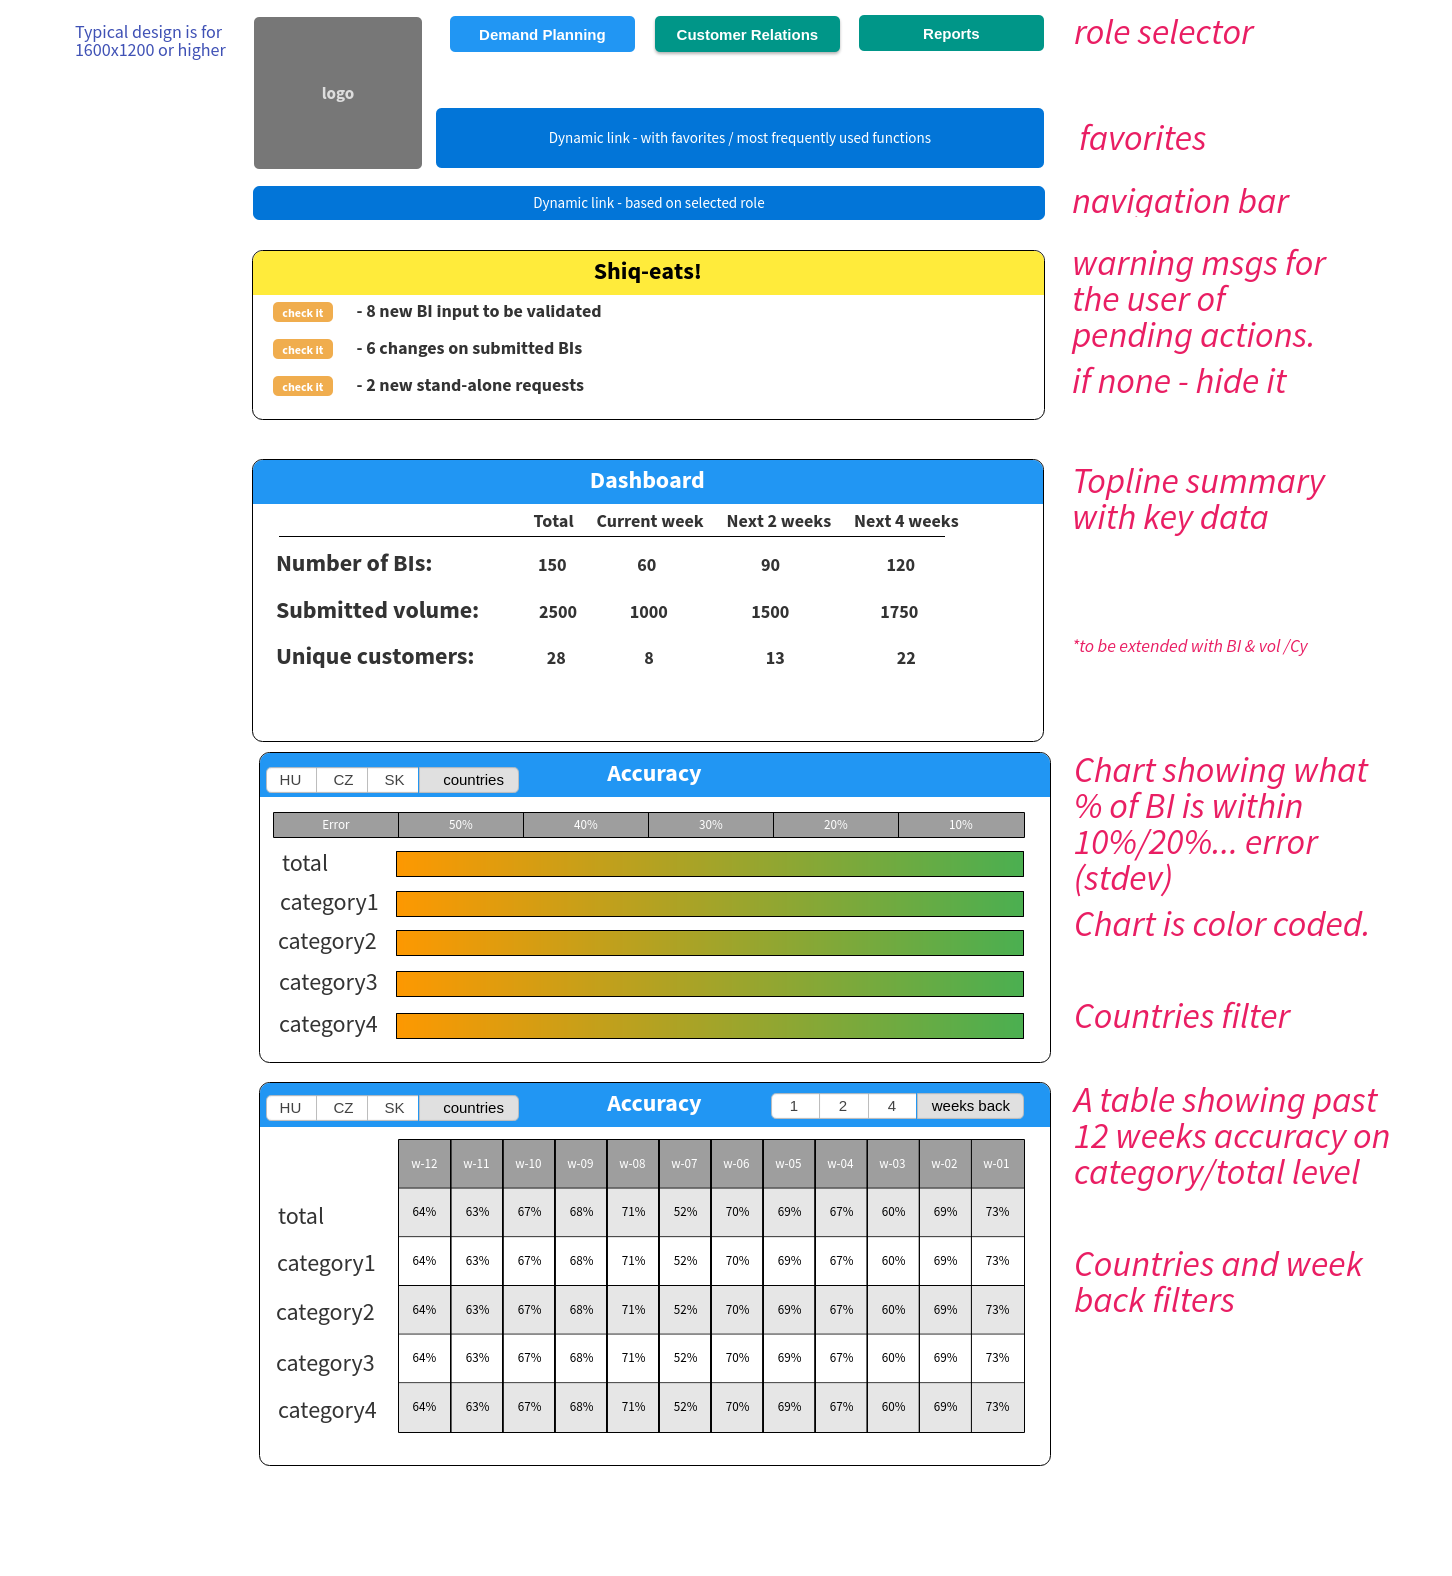 Typical design is for
1600x1200 or higher
logo
Demand Planning
Customer Relations
Reports
role selector
Dynamic link - with favorites / most frequently used functions
favorites
Dynamic link - based on selected role
navigation bar
Shiq-eats!
check it - 8 new BI input to be validated
check it - 6 changes on submitted BIs
check it - 2 new stand-alone requests
warning msgs for
the user of
pending actions.
if none - hide it
Dashboard
Total Current week Next 2 weeks Next 4 weeks
Number of BIs: 150 60 90 120
Submitted volume: 2500 1000 1500 1750
Unique customers: 28 8 13 22
Topline summary
with key data
*to be extended with BI & vol /Cy
HU CZ SK countries
Accuracy
Error 50% 40% 30% 20% 10%
total
category1
category2
category3
category4
Chart showing what
% of BI is within
10%/20%... error
(stdev)
Chart is color coded.
Countries filter
HU CZ SK countries
Accuracy
1 2 4 weeks back
w-12 w-11 w-10 w-09 w-08 w-07 w-06 w-05 w-04 w-03 w-02 w-01
total 64% 63% 67% 68% 71% 52% 70% 69% 67% 60% 69% 73%
category1 64% 63% 67% 68% 71% 52% 70% 69% 67% 60% 69% 73%
category2 64% 63% 67% 68% 71% 52% 70% 69% 67% 60% 69% 73%
category3 64% 63% 67% 68% 71% 52% 70% 69% 67% 60% 69% 73%
category4 64% 63% 67% 68% 71% 52% 70% 69% 67% 60% 69% 73%
A table showing past
12 weeks accuracy on
category/total level
Countries and week
back filters